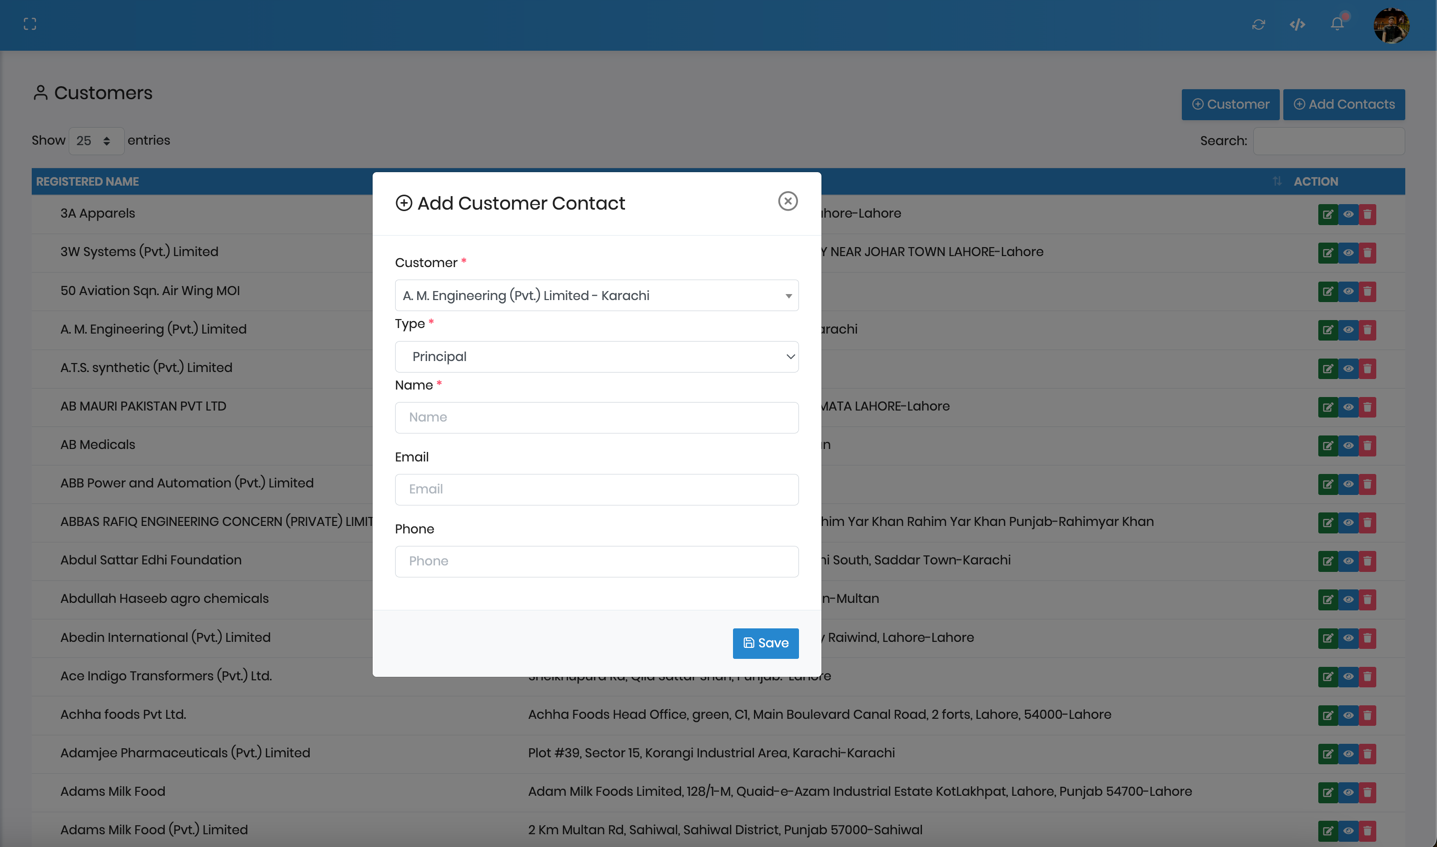 Customers
Customer
Add Contacts
Show 25 entries
Search:
REGISTERED NAME
ACTION
3A Apparels
3W Systems (Pvt.) Limited
Y NEAR JOHAR TOWN LAHORE-Lahore
50 Aviation Sqn. Air Wing MOI
A. M. Engineering (Pvt.) Limited
A.T.S. synthetic (Pvt.) Limited
AB MAURI PAKISTAN PVT LTD
LAHORE-Lahore
AB Medicals
ABB Power and Automation (Pvt.) Limited
ABBAS RAFIQ ENGINEERING CONCERN (PRIVATE)
Yar Khan Rahim Yar Khan Punjab-Rahimyar Khan
Abdul Sattar Edhi Foundation
South, Saddar Town-Karachi
Abdullah Haseeb agro chemicals
Abedin International (Pvt.) Limited
Raiwind, Lahore-Lahore
Ace Indigo Transformers (Pvt.) Ltd.
Achha foods Pvt Ltd.
Achha Foods Head Office, green, C1, Main Boulevard Canal Road, 2 forts, Lahore, 54000-Lahore
Adamjee Pharmaceuticals (Pvt.) Limited
Plot #39, Sector 15, Korangi Industrial Area, Karachi-Karachi
Adams Milk Food
Adam Milk Foods Limited, 128/1-M, Quaid-e-Azam Industrial Estate KotLakhpat, Lahore, Punjab 54700-Lahore
Adams Milk Food (Pvt.) Limited
2 Km Multan Rd, Sahiwal, Sahiwal District, Punjab 57000-Sahiwal
Add Customer Contact
Customer *
A. M. Engineering (Pvt.) Limited - Karachi
Type *
Principal
Name *
Name
Email
Email
Phone
Phone
Save